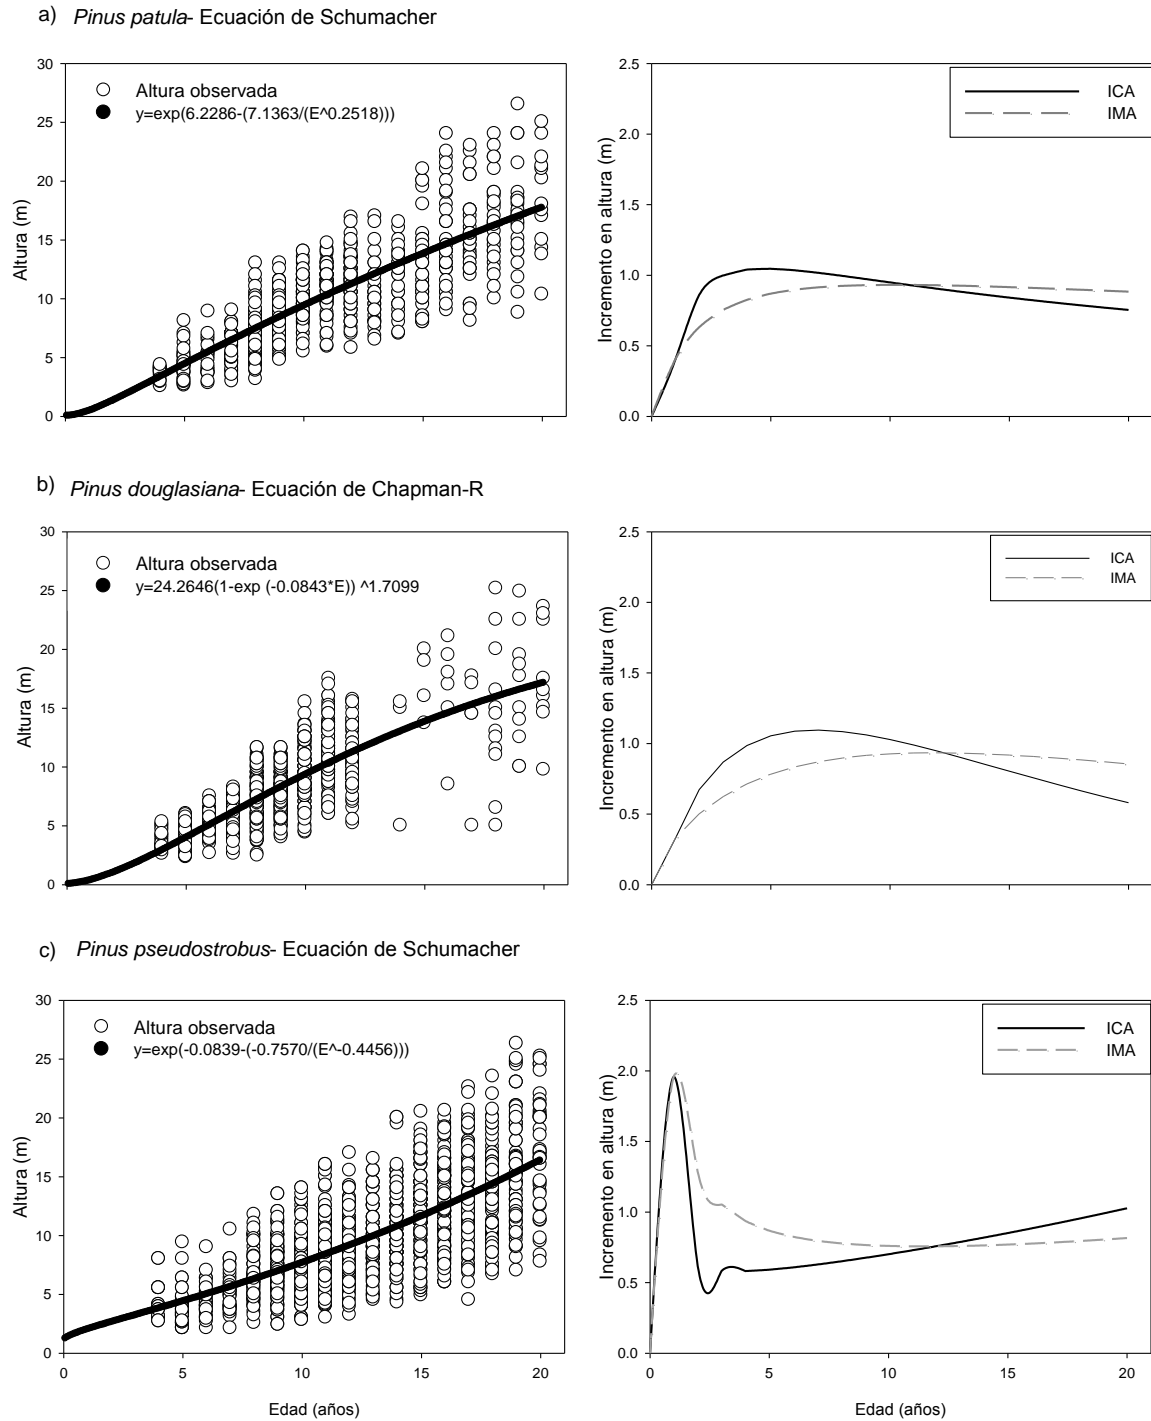 a) Pinus patula- Ecuación de Schumacher
30
25
20
15
10
5
0
Altura (m)
Altura observada
y=exp(6.2286-(7.1363/(E^0.2518)))
2.5
2.0
1.5
1.0
0.5
0.0
Incremento en altura (m)
ICA
IMA
b) Pinus douglasiana- Ecuación de Chapman-R
30
25
20
15
10
5
0
Altura (m)
Altura observada
y=24.2646(1-exp (-0.0843*E)) ^1.7099
2.5
2.0
1.5
1.0
0.5
0.0
Incremento en altura (m)
ICA
IMA
c) Pinus pseudostrobus- Ecuación de Schumacher
30
25
20
15
10
5
0
Altura (m)
Altura observada
y=exp(-0.0839-(-0.7570/(E^-0.4456)))
0 5 10 15 20
Edad (años)
2.5
2.0
1.5
1.0
0.5
0.0
Incremento en altura (m)
ICA
IMA
0 5 10 15 20
Edad (años)